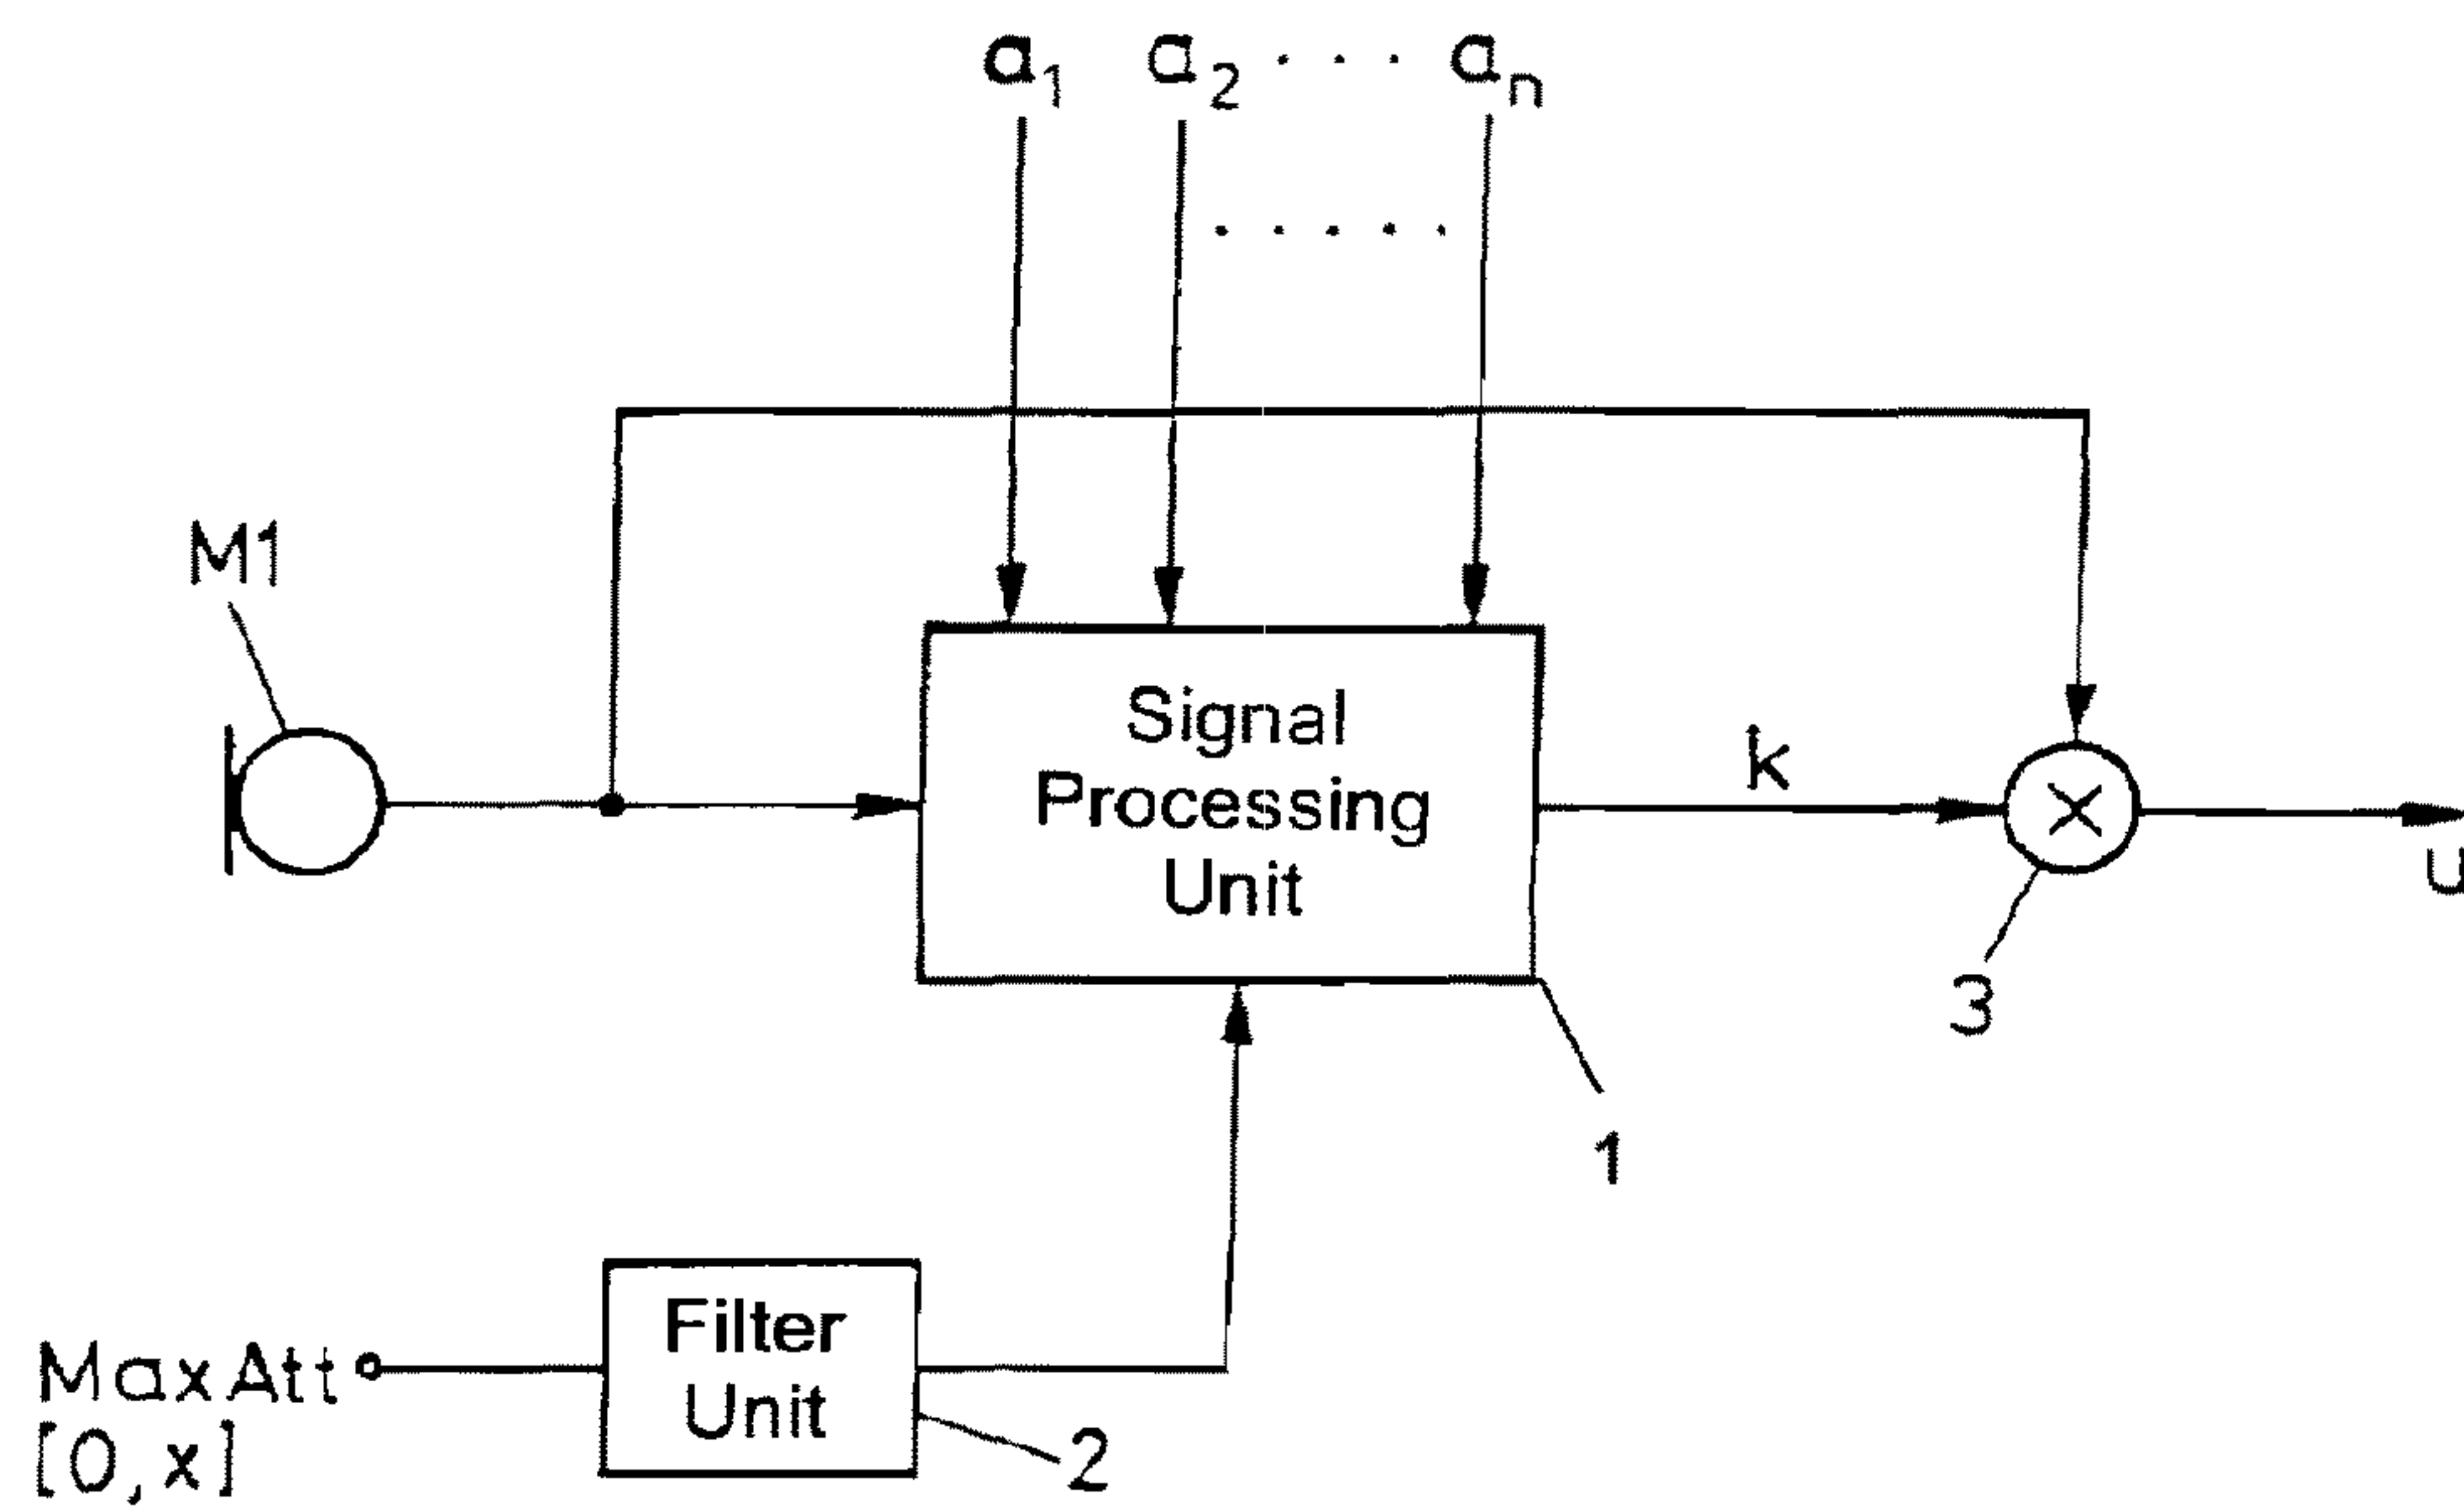 a1 a2 . . . an
M1
Signal
Processing
Unit
k
u
3
1
Filter
Unit
MaxAtt
[0,x]
2